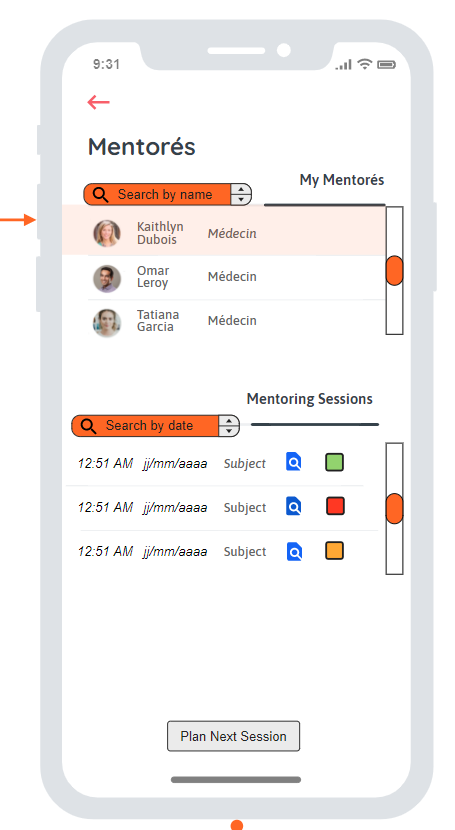 9:31
Mentorés
My Mentorés
Search by name
Kaithlyn
Dubois
Médecin
Omar
Leroy
Médecin
Tatiana
Garcia
Médecin
Mentoring Sessions
Search by date
12:51 AM jj/mm/aaaa Subject
12:51 AM jj/mm/aaaa Subject
12:51 AM jj/mm/aaaa Subject
Plan Next Session